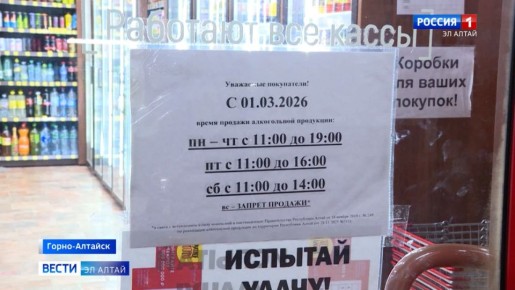 РОССИЯ 1
ЭЛ АЛТАЙ
Работают все кассы
Коробки
для ваших
покупок!
Уважаемые покупатели!
С 01.03.2026
время продажи алкогольной продукции:
пн – чт с 11:00 до 19:00
пт с 11:00 до 16:00
сб с 11:00 до 14:00
вс - ЗАПРЕТ ПРОДАЖИ*
ИСПЫТАЙ
УДАЧУ!
Горно-Алтайск
ВЕСТИ ЭЛ АЛТАЙ